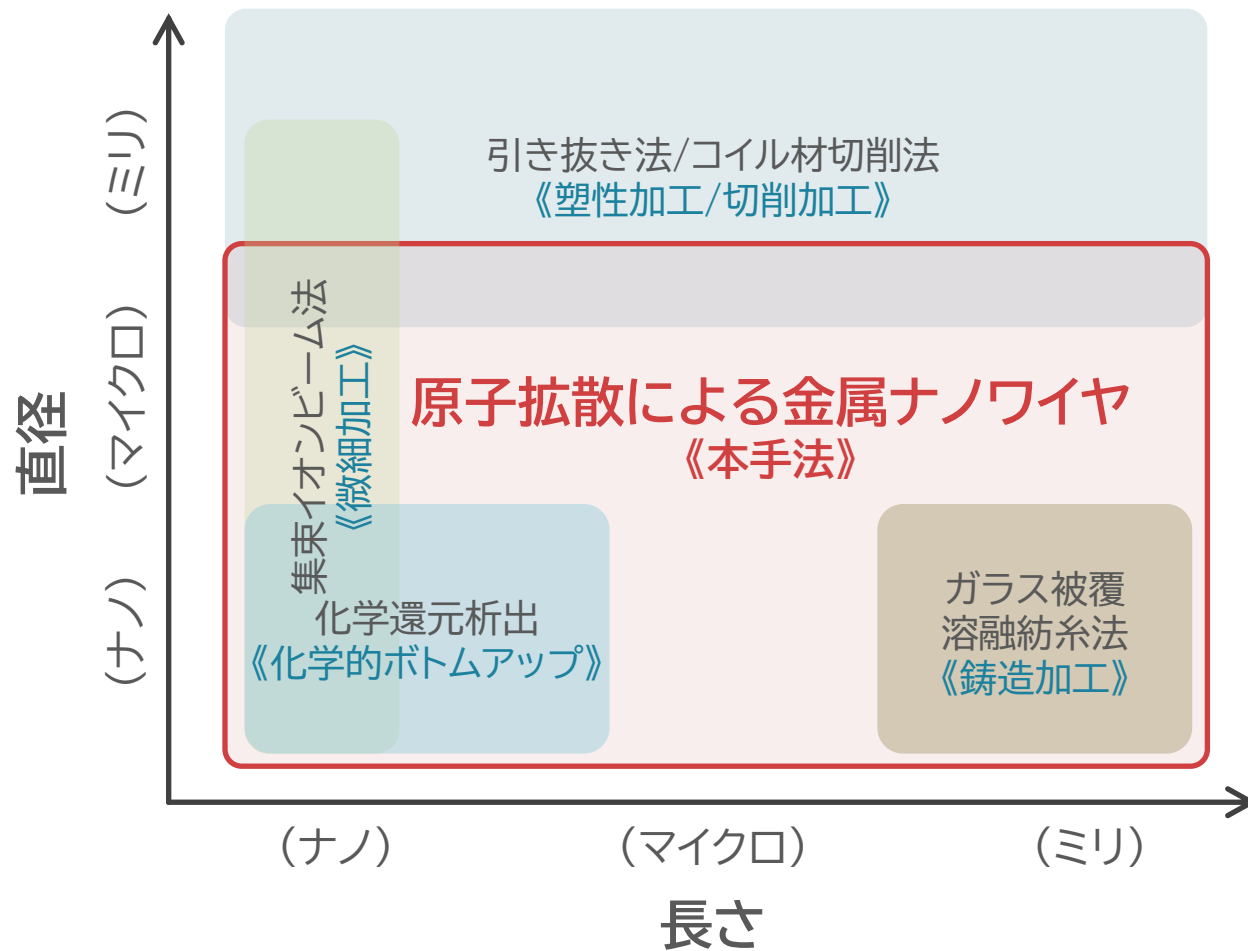 直径
(ミリ)
(マイクロ)
(ナノ)
引き抜き法/コイル材切削法
《塑性加工/切削加工》
集束イオンビーム法
《微細加工》
原子拡散による金属ナノワイヤ
《本手法》
化学還元析出
《化学的ボトムアップ》
ガラス被覆
溶融紡糸法
《鋳造加工》
(ナノ)
(マイクロ)
(ミリ)
長さ